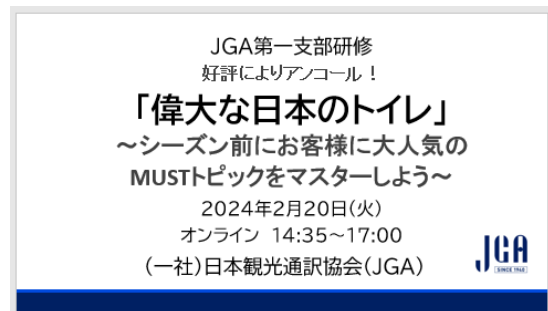 JGA第一支部研修
好評によりアンコール！
「偉大な日本のトイレ」
～シーズン前にお客様に大人気の
MUSTトピックをマスターしよう～
2024年2月20日(火)
オンライン 14:35～17:00
(一社)日本観光通訳協会(JGA)
JGA
SINCE 1940